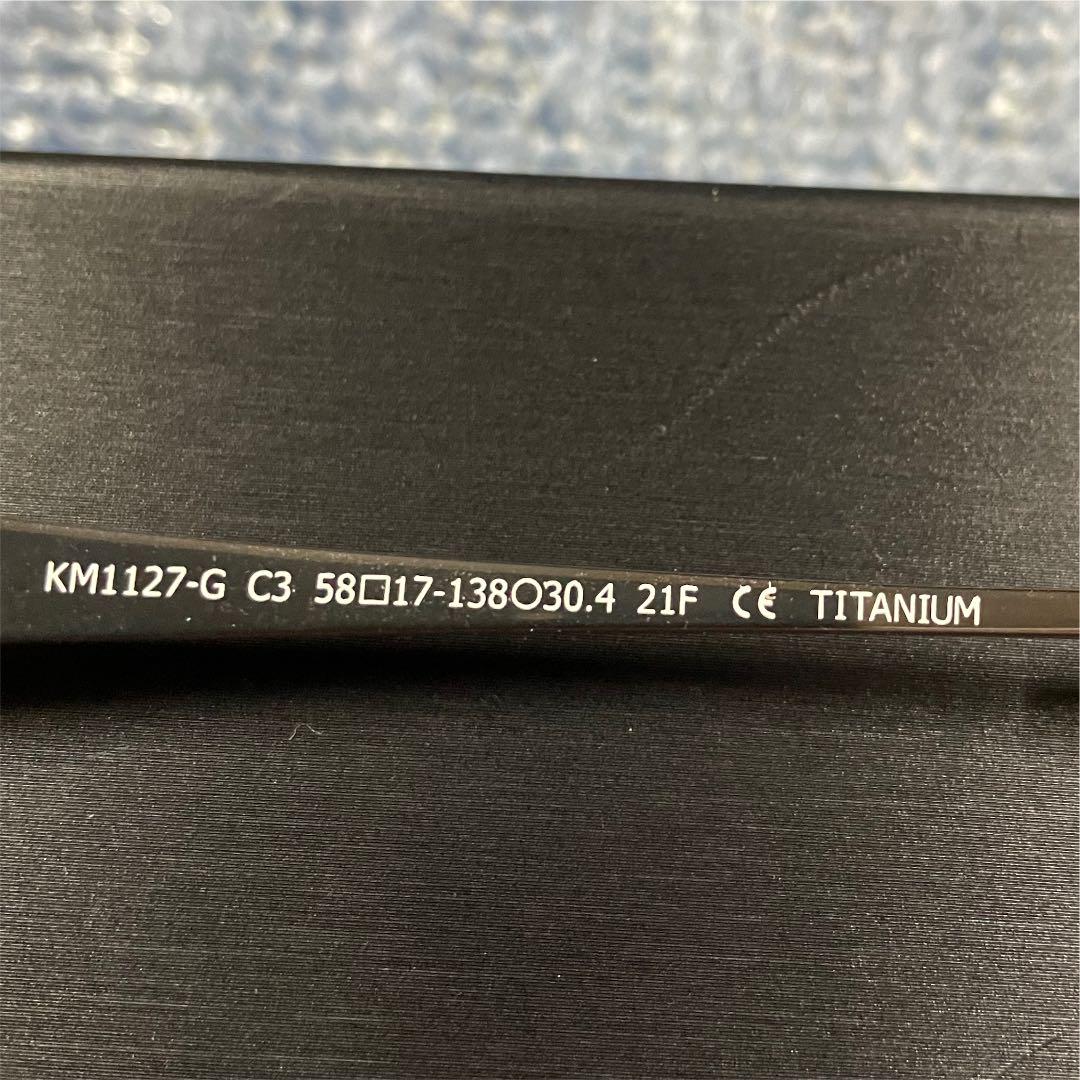 KM1127-G C3 58□17-138○30.4 21F CE TITANIUM